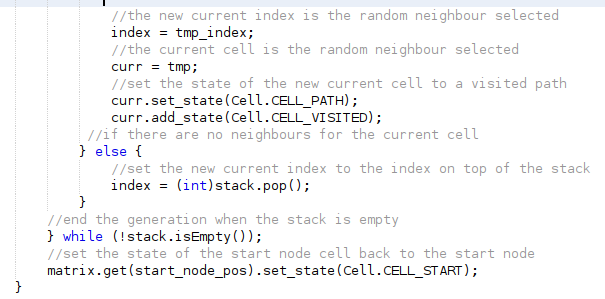 //the new current index is the random neighbour selected
index = tmp_index;
//the current cell is the random neighbour selected
curr = tmp;
//set the state of the new current cell to a visited path
curr.set_state(Cell.CELL_PATH);
curr.add_state(Cell.CELL_VISITED);
//if there are no neighbours for the current cell
} else {
//set the new current index to the index on top of the stack
index = (int)stack.pop();
}
//end the generation when the stack is empty
} while (!stack.isEmpty());
//set the state of the start node cell back to the start node
matrix.get(start_node_pos).set_state(Cell.CELL_START);
}